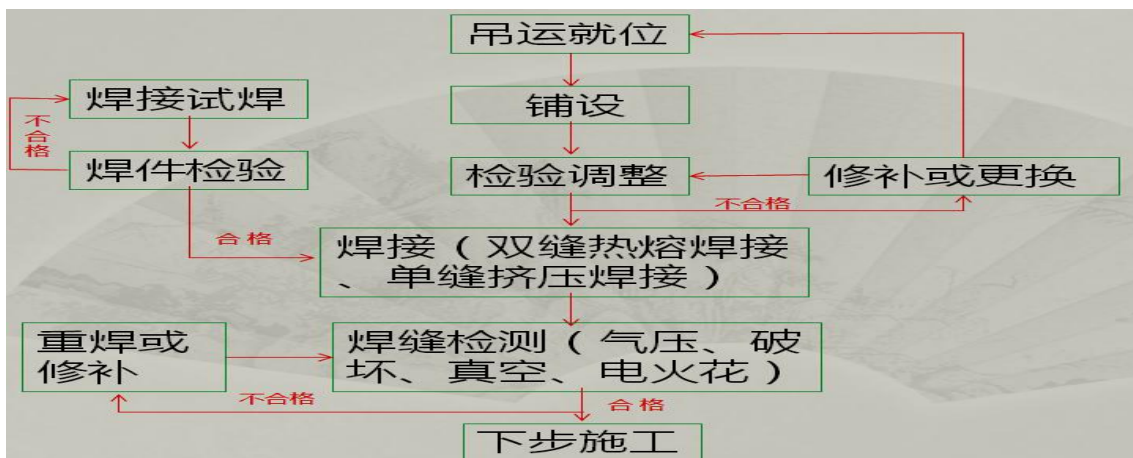 吊运就位
焊接试焊
铺设
不合格
焊件检验
检验调整
修补或更换
不合格
合格
焊接（双缝热熔焊接
、单缝挤压焊接）
重焊或
修补
焊缝检测（气压、破
坏、真空、电火花）
不合格
合格
下步施工